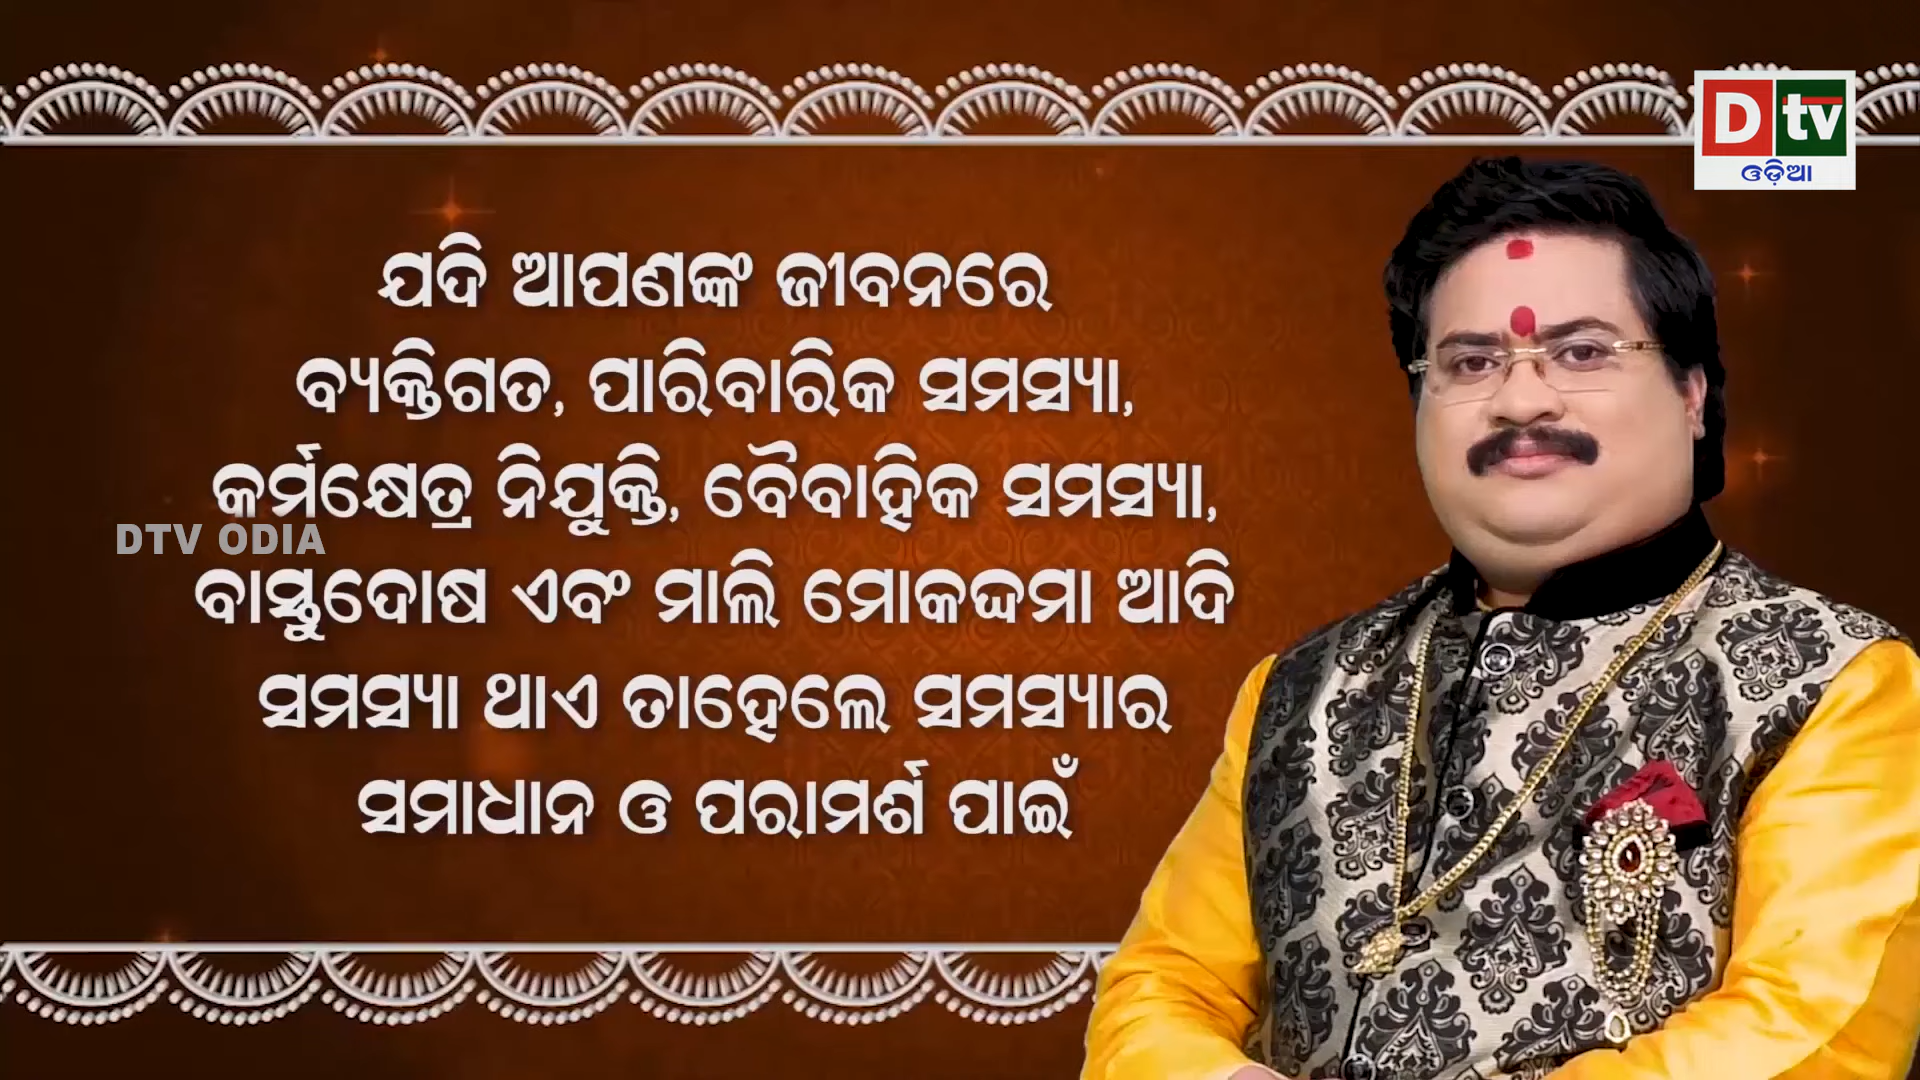 Dtv
ଓଡ଼ିଆ
ଯଦି ଆପଣଙ୍କ ଜୀବନରେ
ବ୍ୟକ୍ତିଗତ, ପାରିବାରିକ ସମସ୍ୟା,
କର୍ମକ୍ଷେତ୍ର ନିଯୁକ୍ତି, ବୈବାହିକ ସମସ୍ୟା,
DTV ODIA
ବାସ୍ତୁଦୋଷ ଏବଂ ମାଲି ମୋକଦ୍ଦମା ଆଦି
ସମସ୍ୟା ଥାଏ ତାହେଲେ ସମସ୍ୟାର
ସମାଧାନ ଓ ପରାମର୍ଶ ପାଇଁ